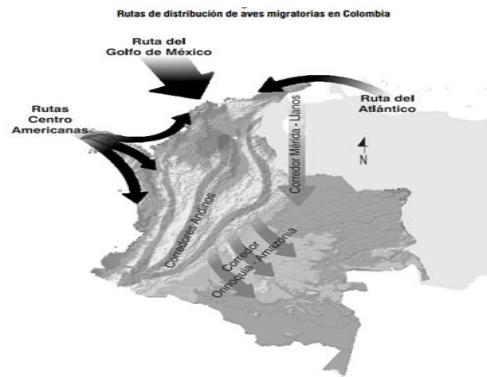 Rutas de distribución de aves migratorias en Colombia
Ruta del
Golfo de México
Rutas
Centro
Americanas
Ruta del
Atlántico
N
Corredor Mérida - Llanos
Corredores Andinos
Corredor
Orinoquia Amazonia